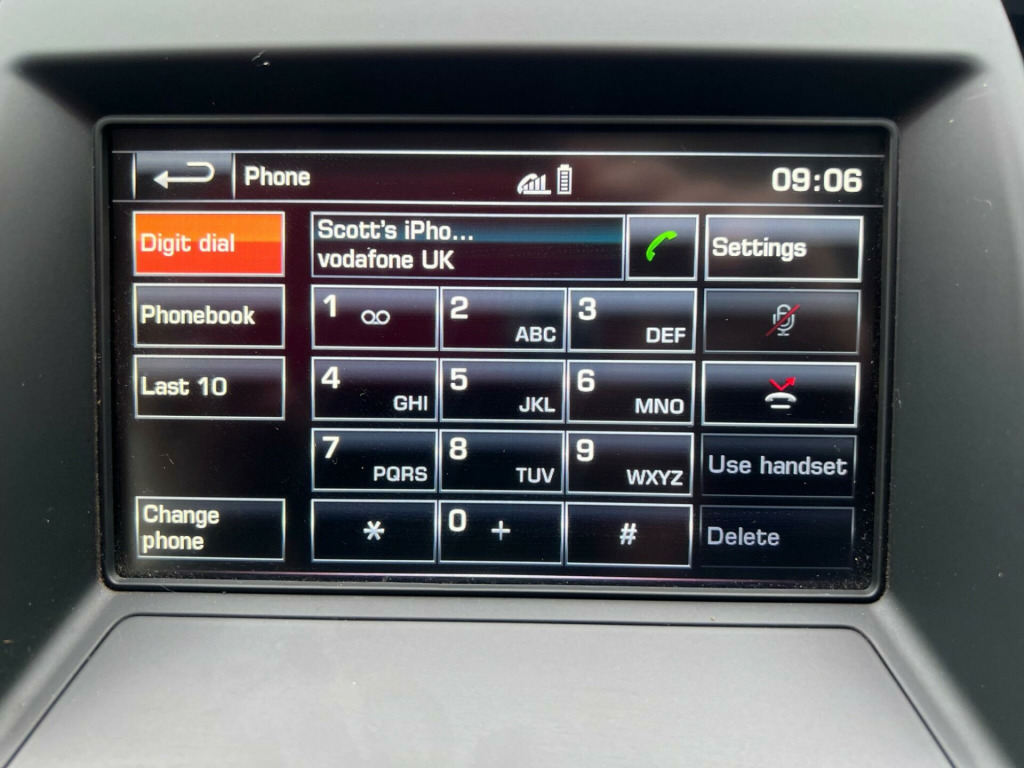 Phone
09:06
Digit dial
Scott's iPho...
vodafone UK
Settings
Phonebook
1
2 ABC
3 DEF
Last 10
4 GHI
5 JKL
6 MNO
7 PQRS
8 TUV
9 WXYZ
Use handset
Change
phone
*
0 +
#
Delete